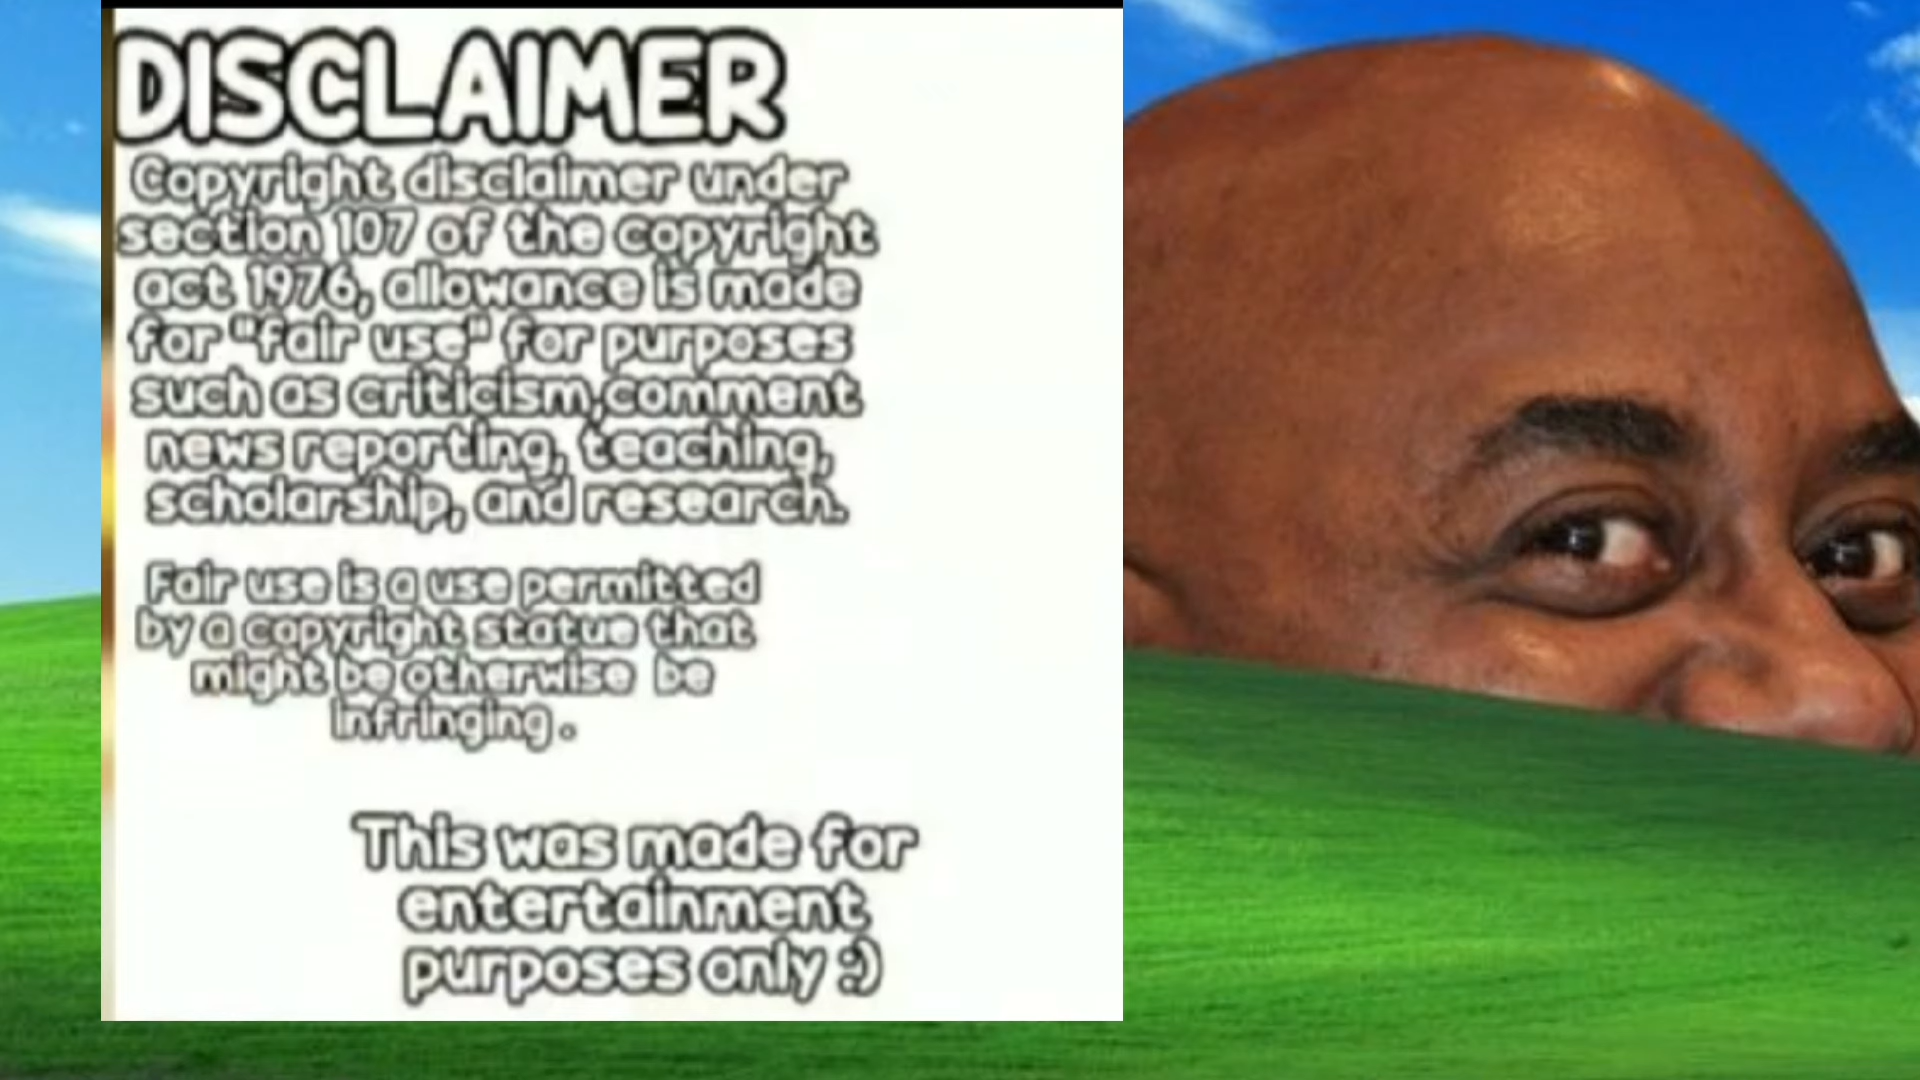 DISCLAIMER
Copyright disclaimer under
section 107 of the copyright
act 1976, allowance is made
for "fair use" for purposes
such as criticism,comment
news reporting, teaching,
scholarship, and research.
Fair use is a use permitted
by a copyright statue that
might be otherwise be
infringing.
This was made for
entertainment
purposes only :)